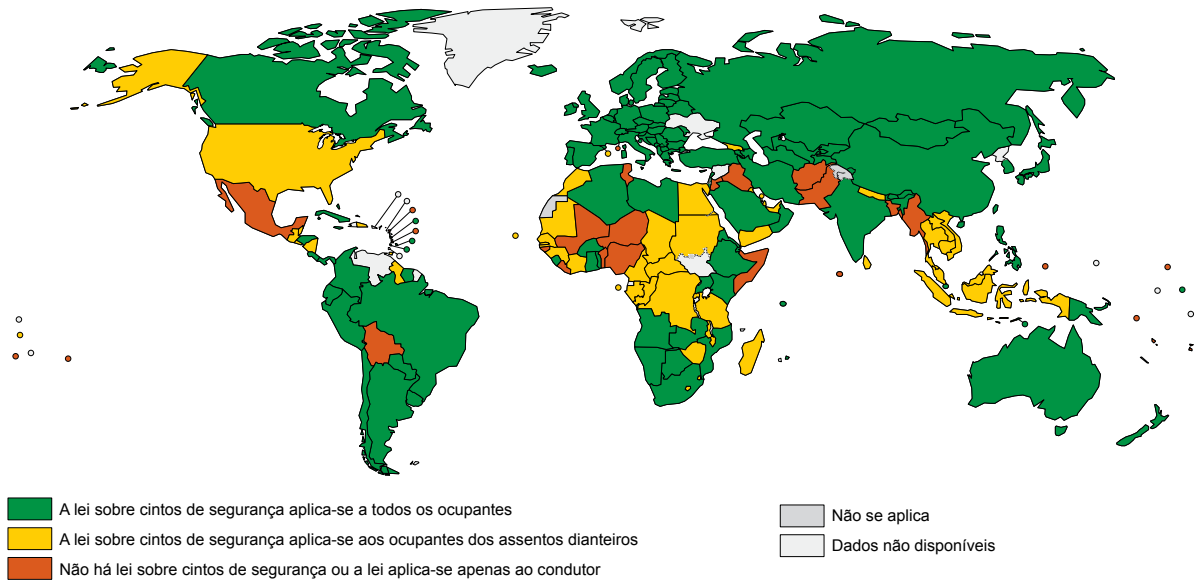 A lei sobre cintos de segurança aplica-se a todos os ocupantes
A lei sobre cintos de segurança aplica-se aos ocupantes dos assentos dianteiros
Não há lei sobre cintos de segurança ou a lei aplica-se apenas ao condutor
Não se aplica
Dados não disponíveis